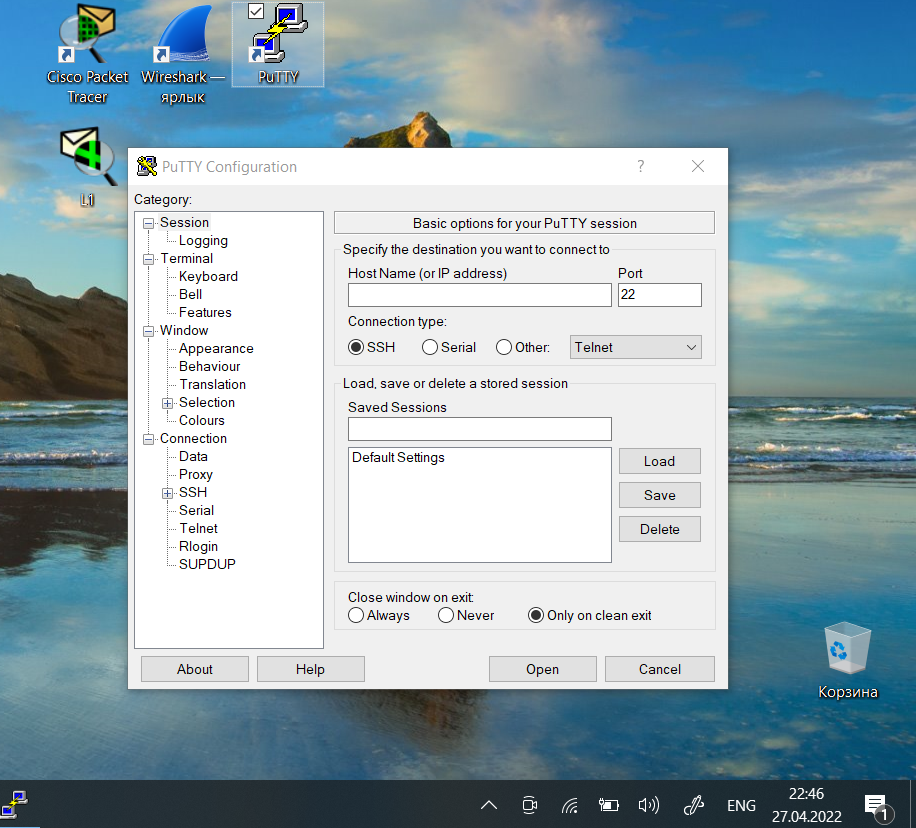 Cisco Packet
Tracer
Wireshark —
ярлык
PuTTY
L1
PuTTY Configuration
?
Category:
Session
Logging
Terminal
Keyboard
Bell
Features
Window
Appearance
Behaviour
Translation
Selection
Colours
Connection
Data
Proxy
SSH
Serial
Telnet
Rlogin
SUPDUP
Basic options for your PuTTY session
Specify the destination you want to connect to
Host Name (or IP address) Port
22
Connection type:
SSH Serial Other: Telnet
Load, save or delete a stored session
Saved Sessions
Default Settings
Load
Save
Delete
Close window on exit:
Always Never Only on clean exit
About Help Open Cancel
Корзина
ENG
22:46
27.04.2022
1